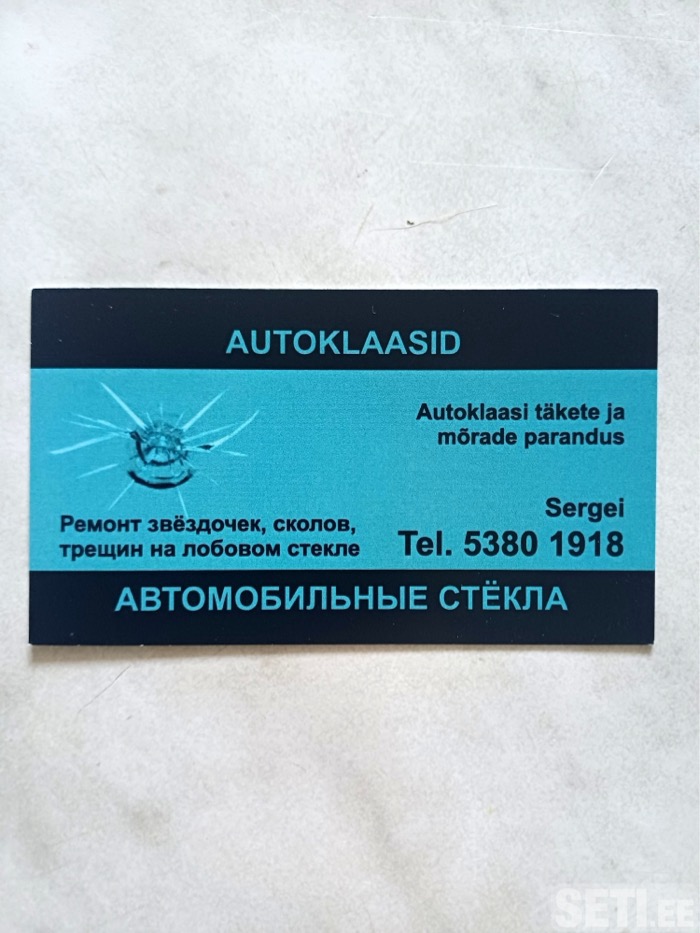 AUTOKLAASID
Autoklaasi täkete ja
mõrade parandus
Sergei
Tel. 5380 1918
Ремонт звёздочек, сколов,
трещин на лобовом стекле
АВТОМОБИЛЬНЫЕ СТЁКЛА
SETI.EE